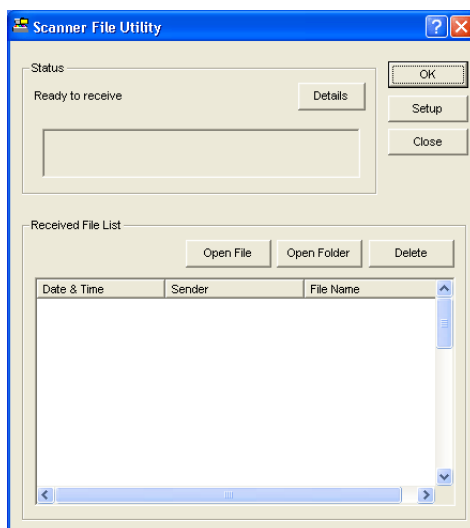 Scanner File Utility
Status
Ready to receive
Details
OK
Setup
Close
Received File List
Open File Open Folder Delete
Date & Time Sender File Name